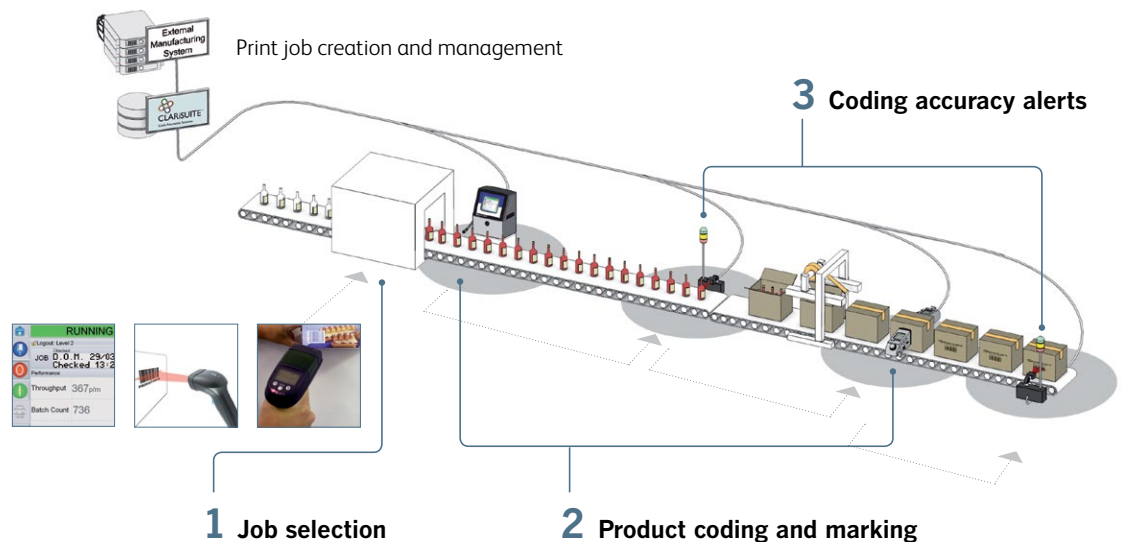 External
Manufacturing
System
Print job creation and management
CLARiSUITE
3 Coding accuracy alerts
RUNNING
Logout: Level 2
JOB D.O.M. 29/03
Checked 13:2
Performance
Throughput 367p/m
Batch Count 736
1 Job selection
2 Product coding and marking